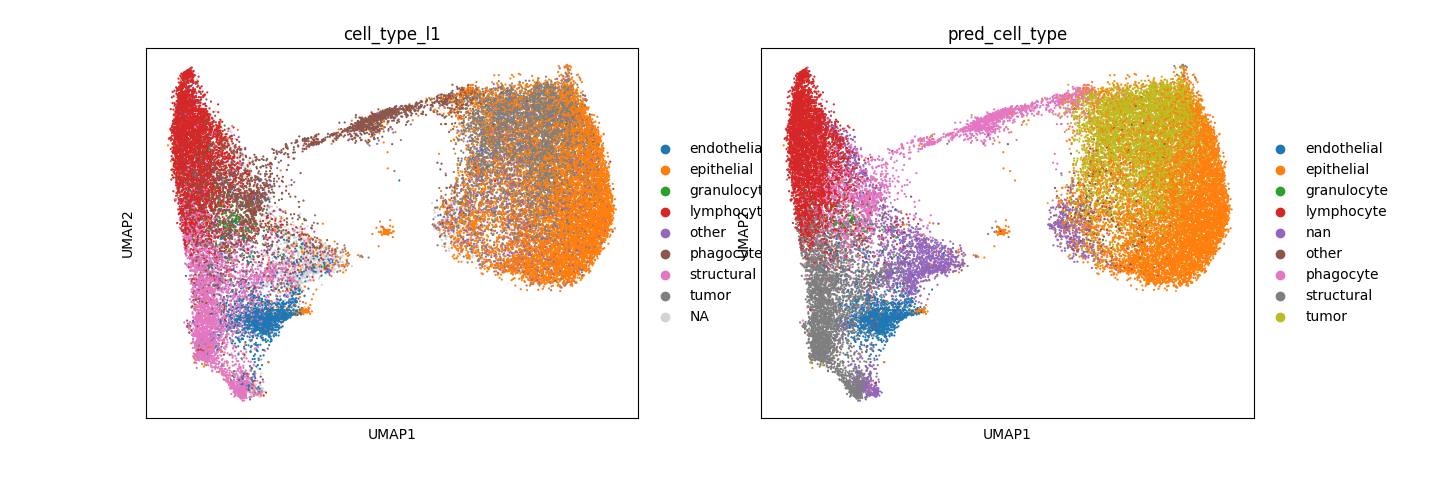 cell_type_l1
UMAP2
UMAP1
endothelia
epithelial
granulocyt
lymphocyt
other
phagocyte
structural
tumor
NA
pred_cell_type
UMAP2
UMAP1
endothelial
epithelial
granulocyte
lymphocyte
nan
other
phagocyte
structural
tumor